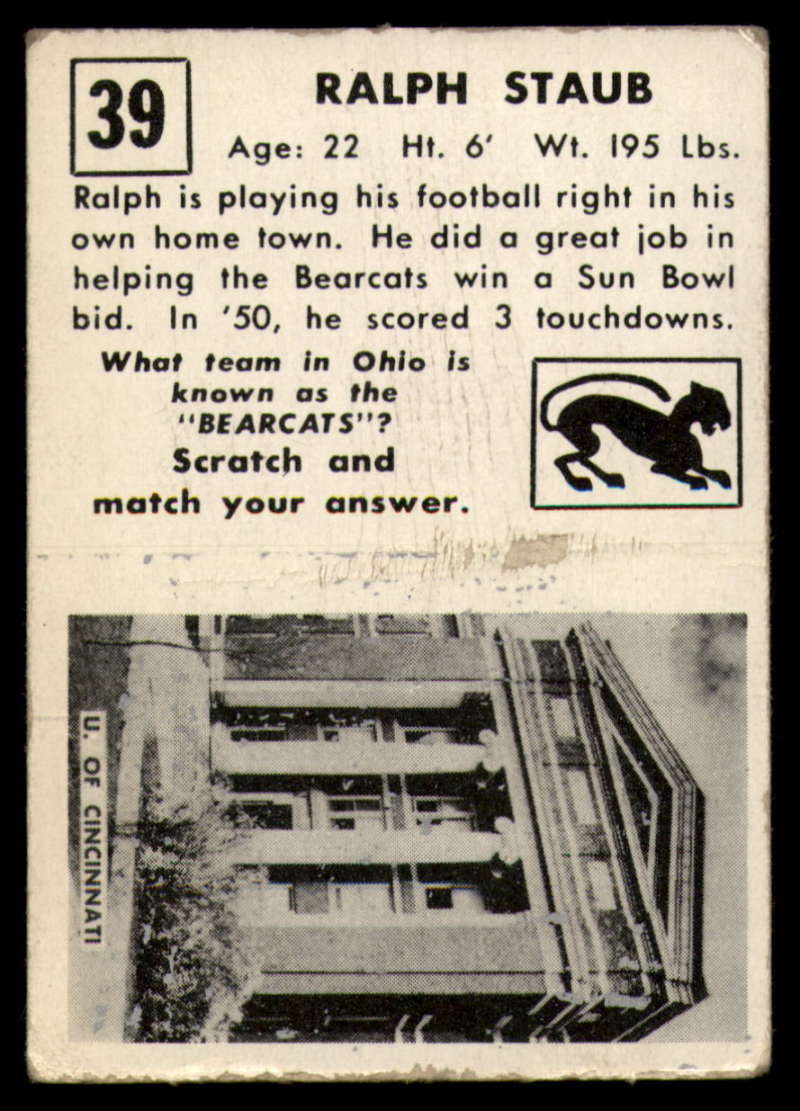 39
RALPH STAUB
Age: 22 Ht. 6' Wt. 195 Lbs.
Ralph is playing his football right in his
own home town. He did a great job in
helping the Bearcats win a Sun Bowl
bid. In '50, he scored 3 touchdowns.
What team in Ohio is
known as the
"BEARCATS"?
Scratch and
match your answer.
U. OF CINCINNATI